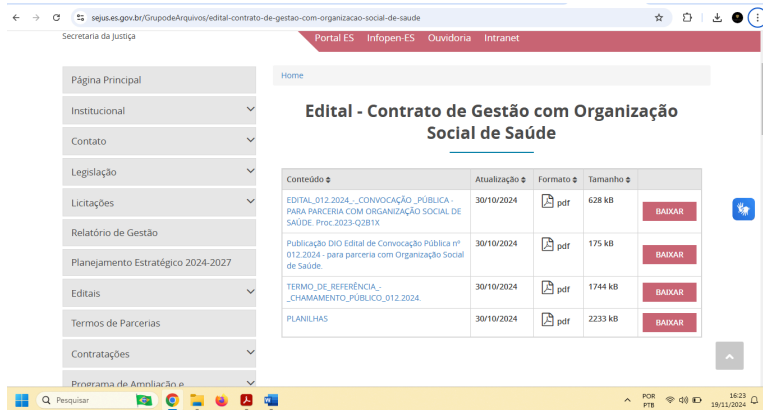 sejus.es.gov.br/GrupodeArquivos/edital-contrato-de-gestao-com-organizacao-social-de-saude
Secretaria da Justiça
Portal ES Infopen-ES Ouvidoria Intranet
Página Principal
Institucional
Contato
Legislação
Licitações
Relatório de Gestão
Planejamento Estratégico 2024-2027
Editais
Termos de Parcerias
Contratações
Programa de Ampliação e
Home
Edital - Contrato de Gestão com Organização
Social de Saúde
Conteúdo Atualização Formato Tamanho
EDITAL_012.2024_-_CONVOCAÇÃO _PÚBLICA - 30/10/2024 pdf 628 kB
PARA PARCERIA COM ORGANIZAÇÃO SOCIAL DE BAIXAR
SAÚDE. Proc.2023-Q2B1X
Publicação DIO Edital de Convocação Pública nº 30/10/2024 pdf 175 kB
012.2024 - para parceria com Organização Social BAIXAR
de Saúde.
TERMO_DE_REFERÊNCIA_- 30/10/2024 pdf 1744 kB
_CHAMAMENTO_PÚBLICO_012.2024. BAIXAR
PLANILHAS 30/10/2024 pdf 2233 kB
BAIXAR
Pesquisar
POR
PTB
16:23
19/11/2024